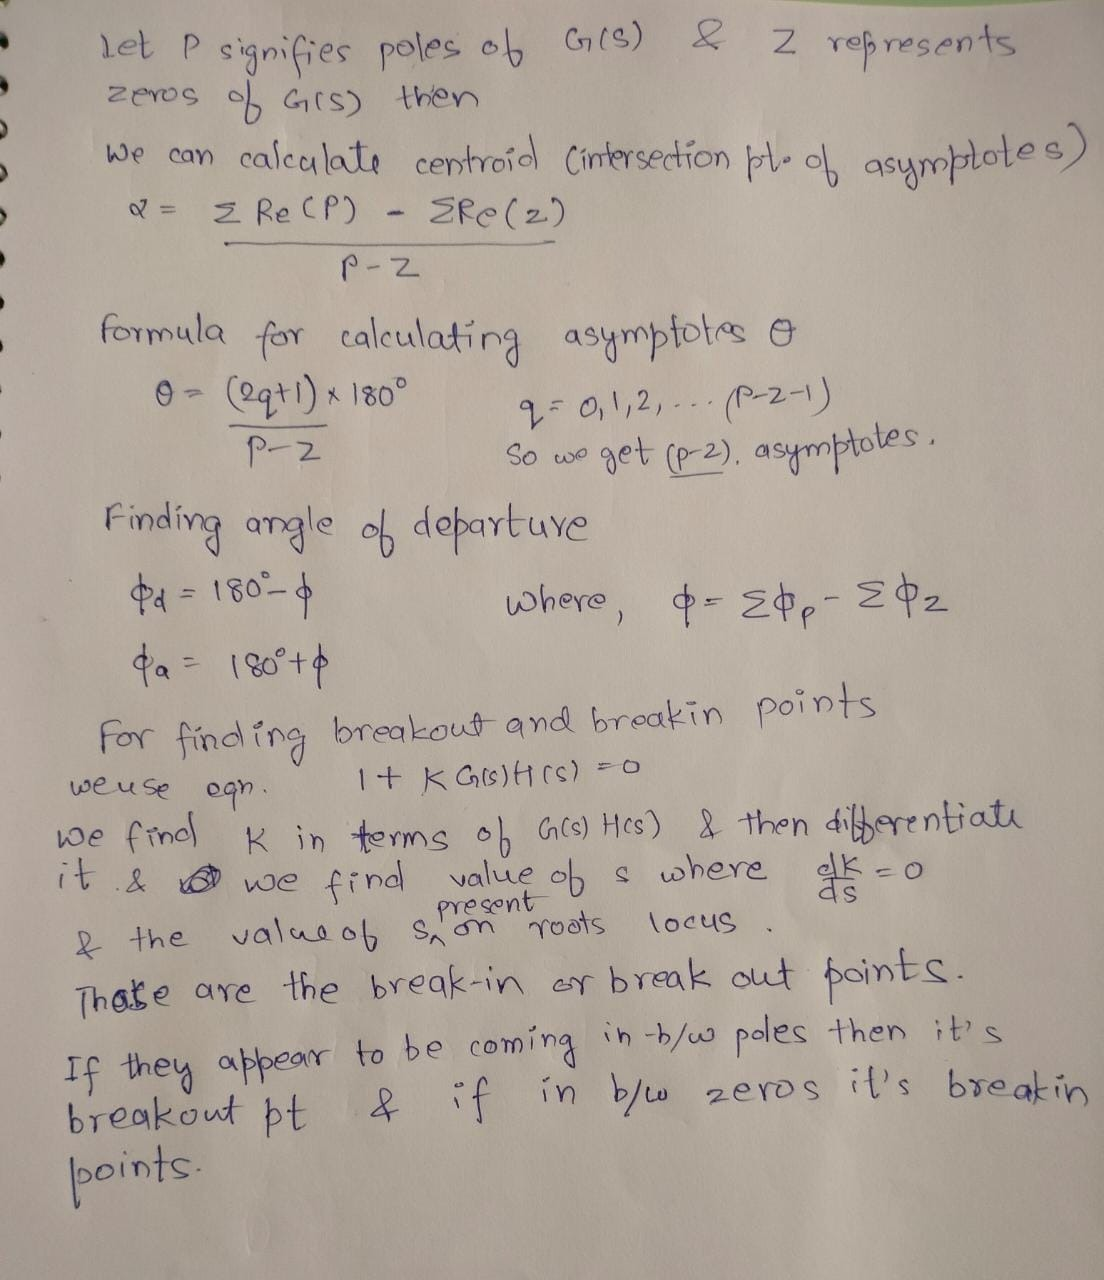 Let P signifies poles of G(s) & Z represents
zeros of G(s) then
We can calculate centroid (intersection pt. of asymptotes)
α = Σ Re(P) - ΣRe(z)
P-Z
formula for calculating asymptotes θ
θ = (2q+1) x 180° q = 0,1,2, ... (P-Z-1)
P-Z So we get (P-Z). asymptotes.
Finding angle of departure
ϕd = 180°-ϕ where, ϕ = Σϕp - Σϕz
ϕa = 180°+ϕ
For finding breakout and breakin points
we use eqn. 1 + K G(s)H(s) = 0
We find K in terms of G(s) H(s) & then differentiate
it & we find value of s where dK/ds = 0
& the value of s present on roots locus.
These are the break-in or break out points.
If they appear to be coming in-b/w poles then it's
breakout pt & if in b/w zeros it's breakin
points.